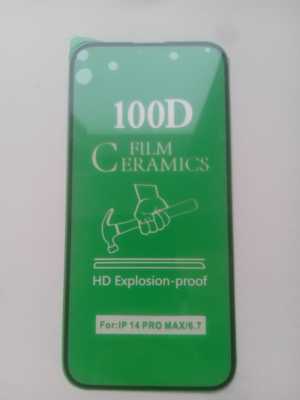 100D
FILM
CERAMICS
HD Explosion-proof
For:IP 14 PRO MAX/6.7